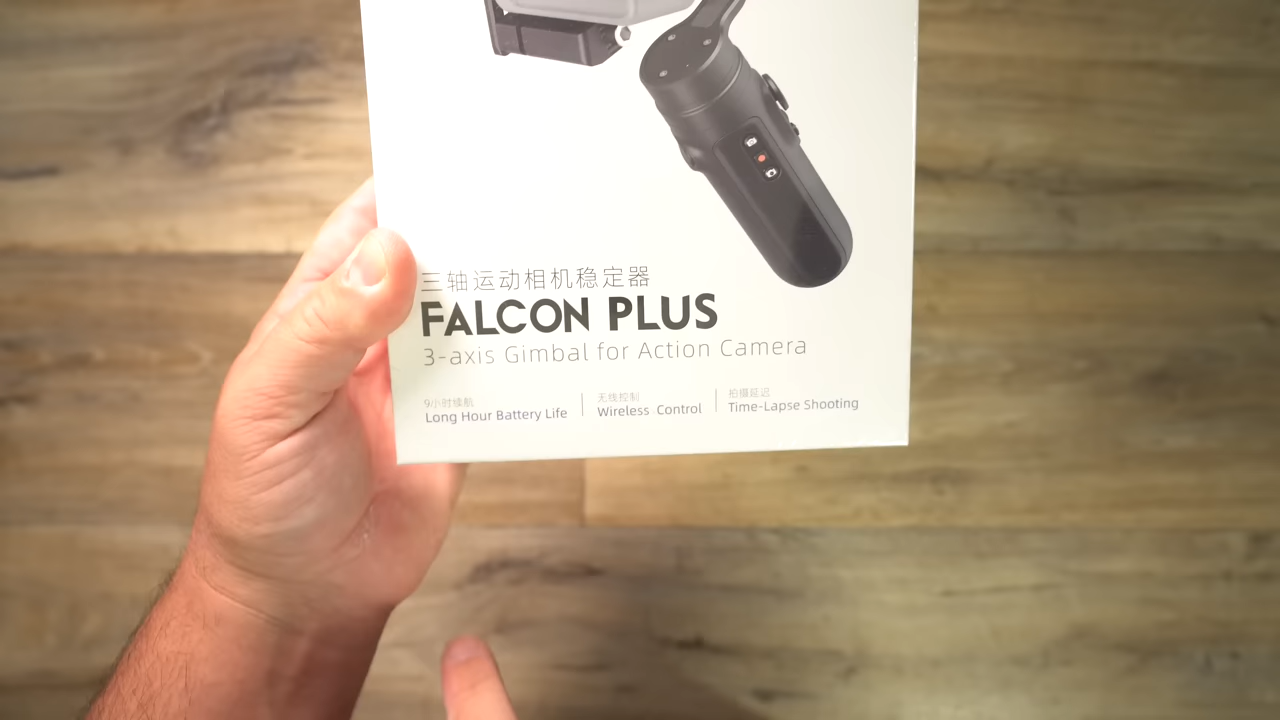 三轴运动相机稳定器
FALCON PLUS
3-axis Gimbal for Action Camera
9小时续航
Long Hour Battery Life
无线控制
Wireless Control
拍摄延迟
Time-Lapse Shooting